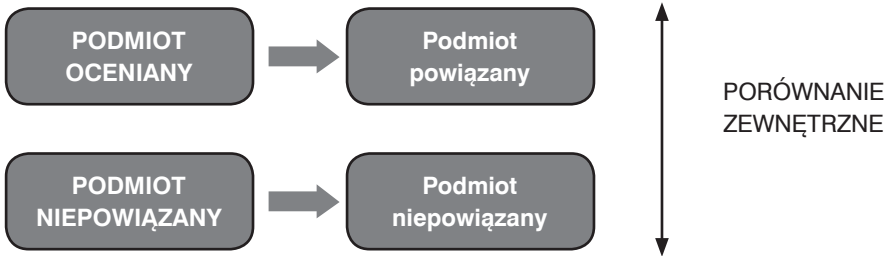 PODMIOT
OCENIANY
Podmiot
powiązany
PORÓWNANIE
ZEWNĘTRZNE
PODMIOT
NIEPOWIĄZANY
Podmiot
niepowiązany